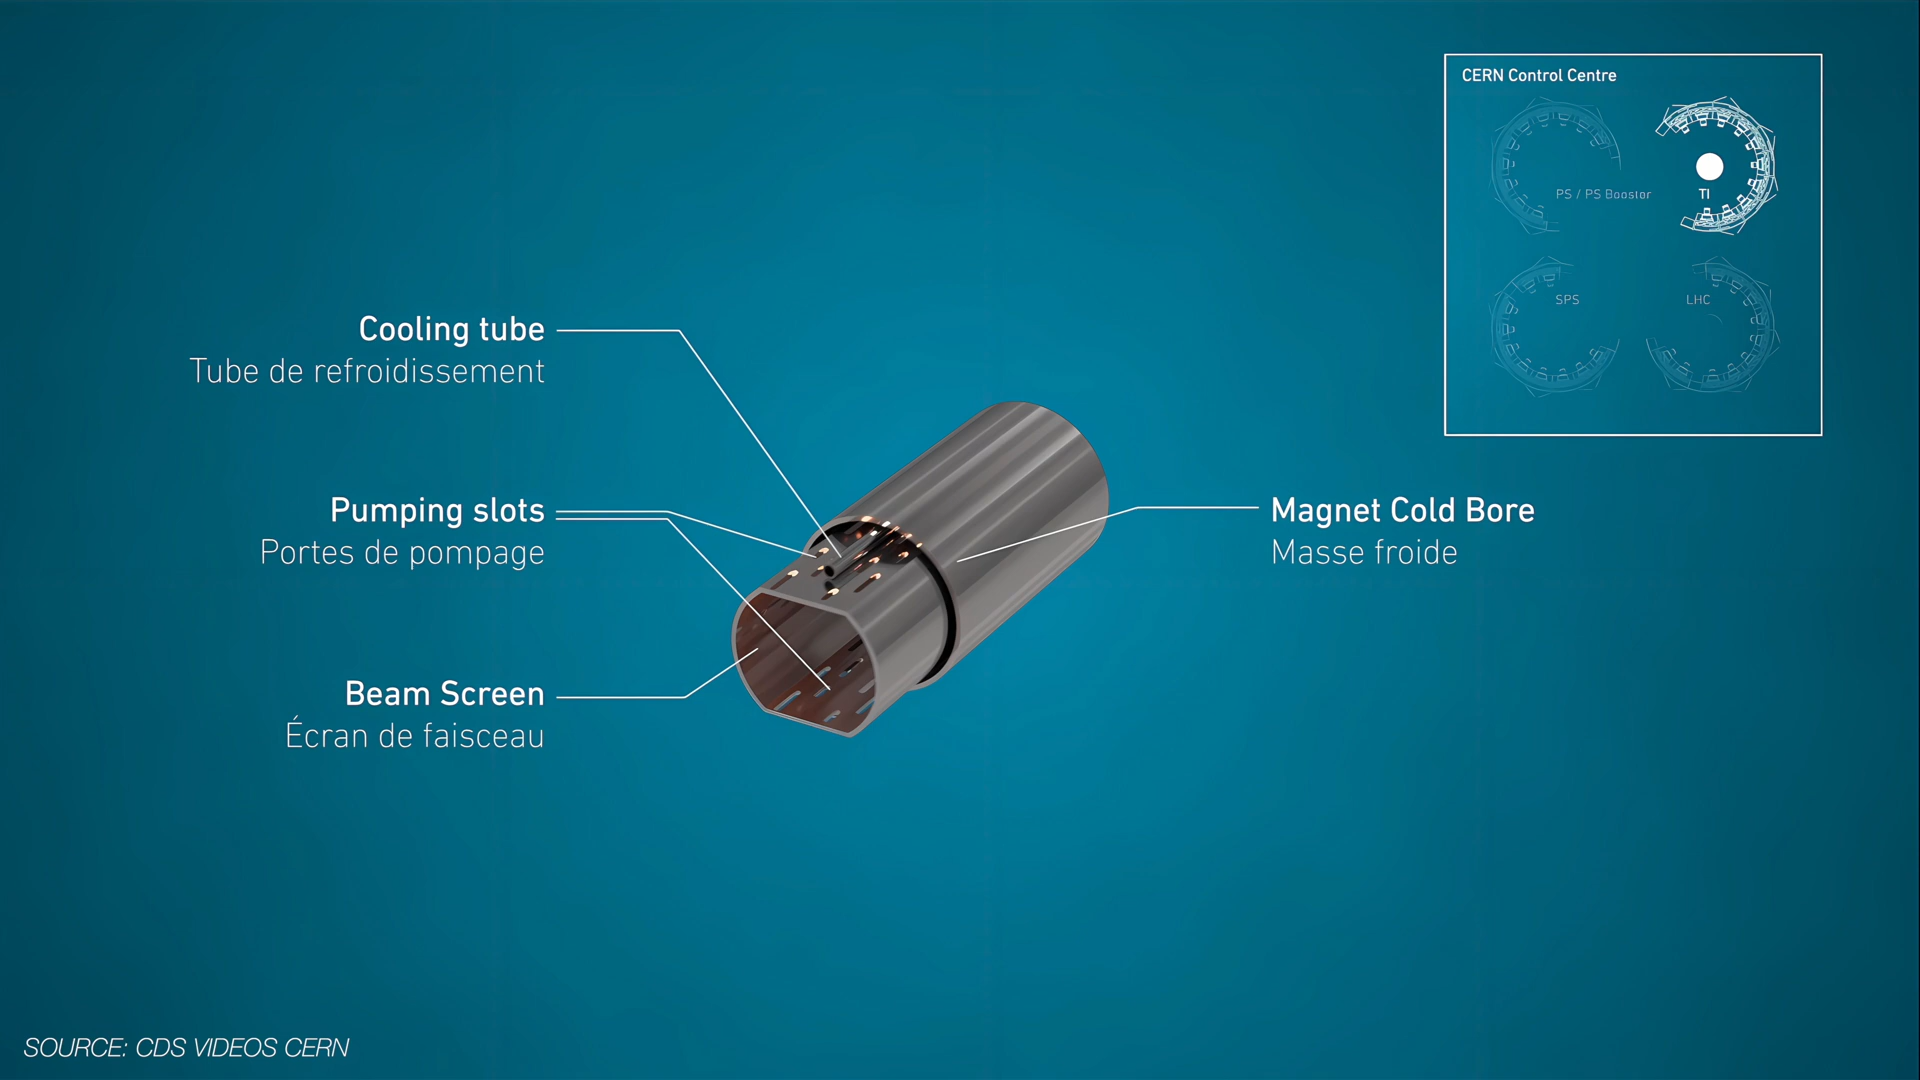 CERN Control Centre
PS / PS Booster
TI
SPS
LHC
Cooling tube
Tube de refroidissement
Pumping slots
Portes de pompage
Beam Screen
Écran de faisceau
Magnet Cold Bore
Masse froide
SOURCE: CDS VIDEOS CERN